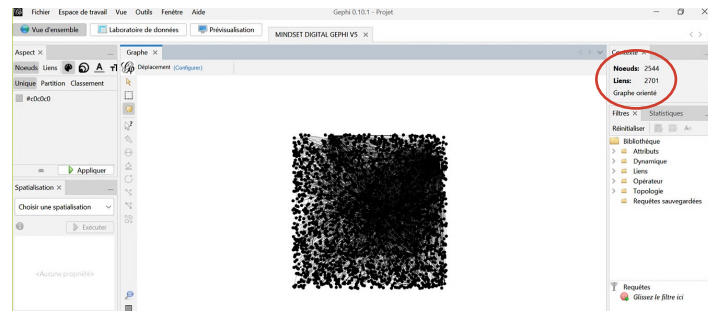 Fichier Espace de travail Vue Outils Fenêtre Aide Gephi 0.10.1 - Projet
Vue d'ensemble Laboratoire de données Prévisualisation MINDSET DIGITAL GEPHI V5 ×
Aspect × Graphe × Contexte ×
Noeuds Liens Déplacement (Configurer) Noeuds: 2544
Unique Partition Classement Liens: 2701
#c0c0c0 Graphe orienté
Filtres × Statistiques
Réinitialiser
Bibliothèque
Attributs
Dynamique
Appliquer Liens
Spatialisation × Opérateur
Topologie
Choisir une spatialisation Requêtes sauvegardées
Exécuter
<Aucune propriété>
Requêtes
Glissez le filtre ici